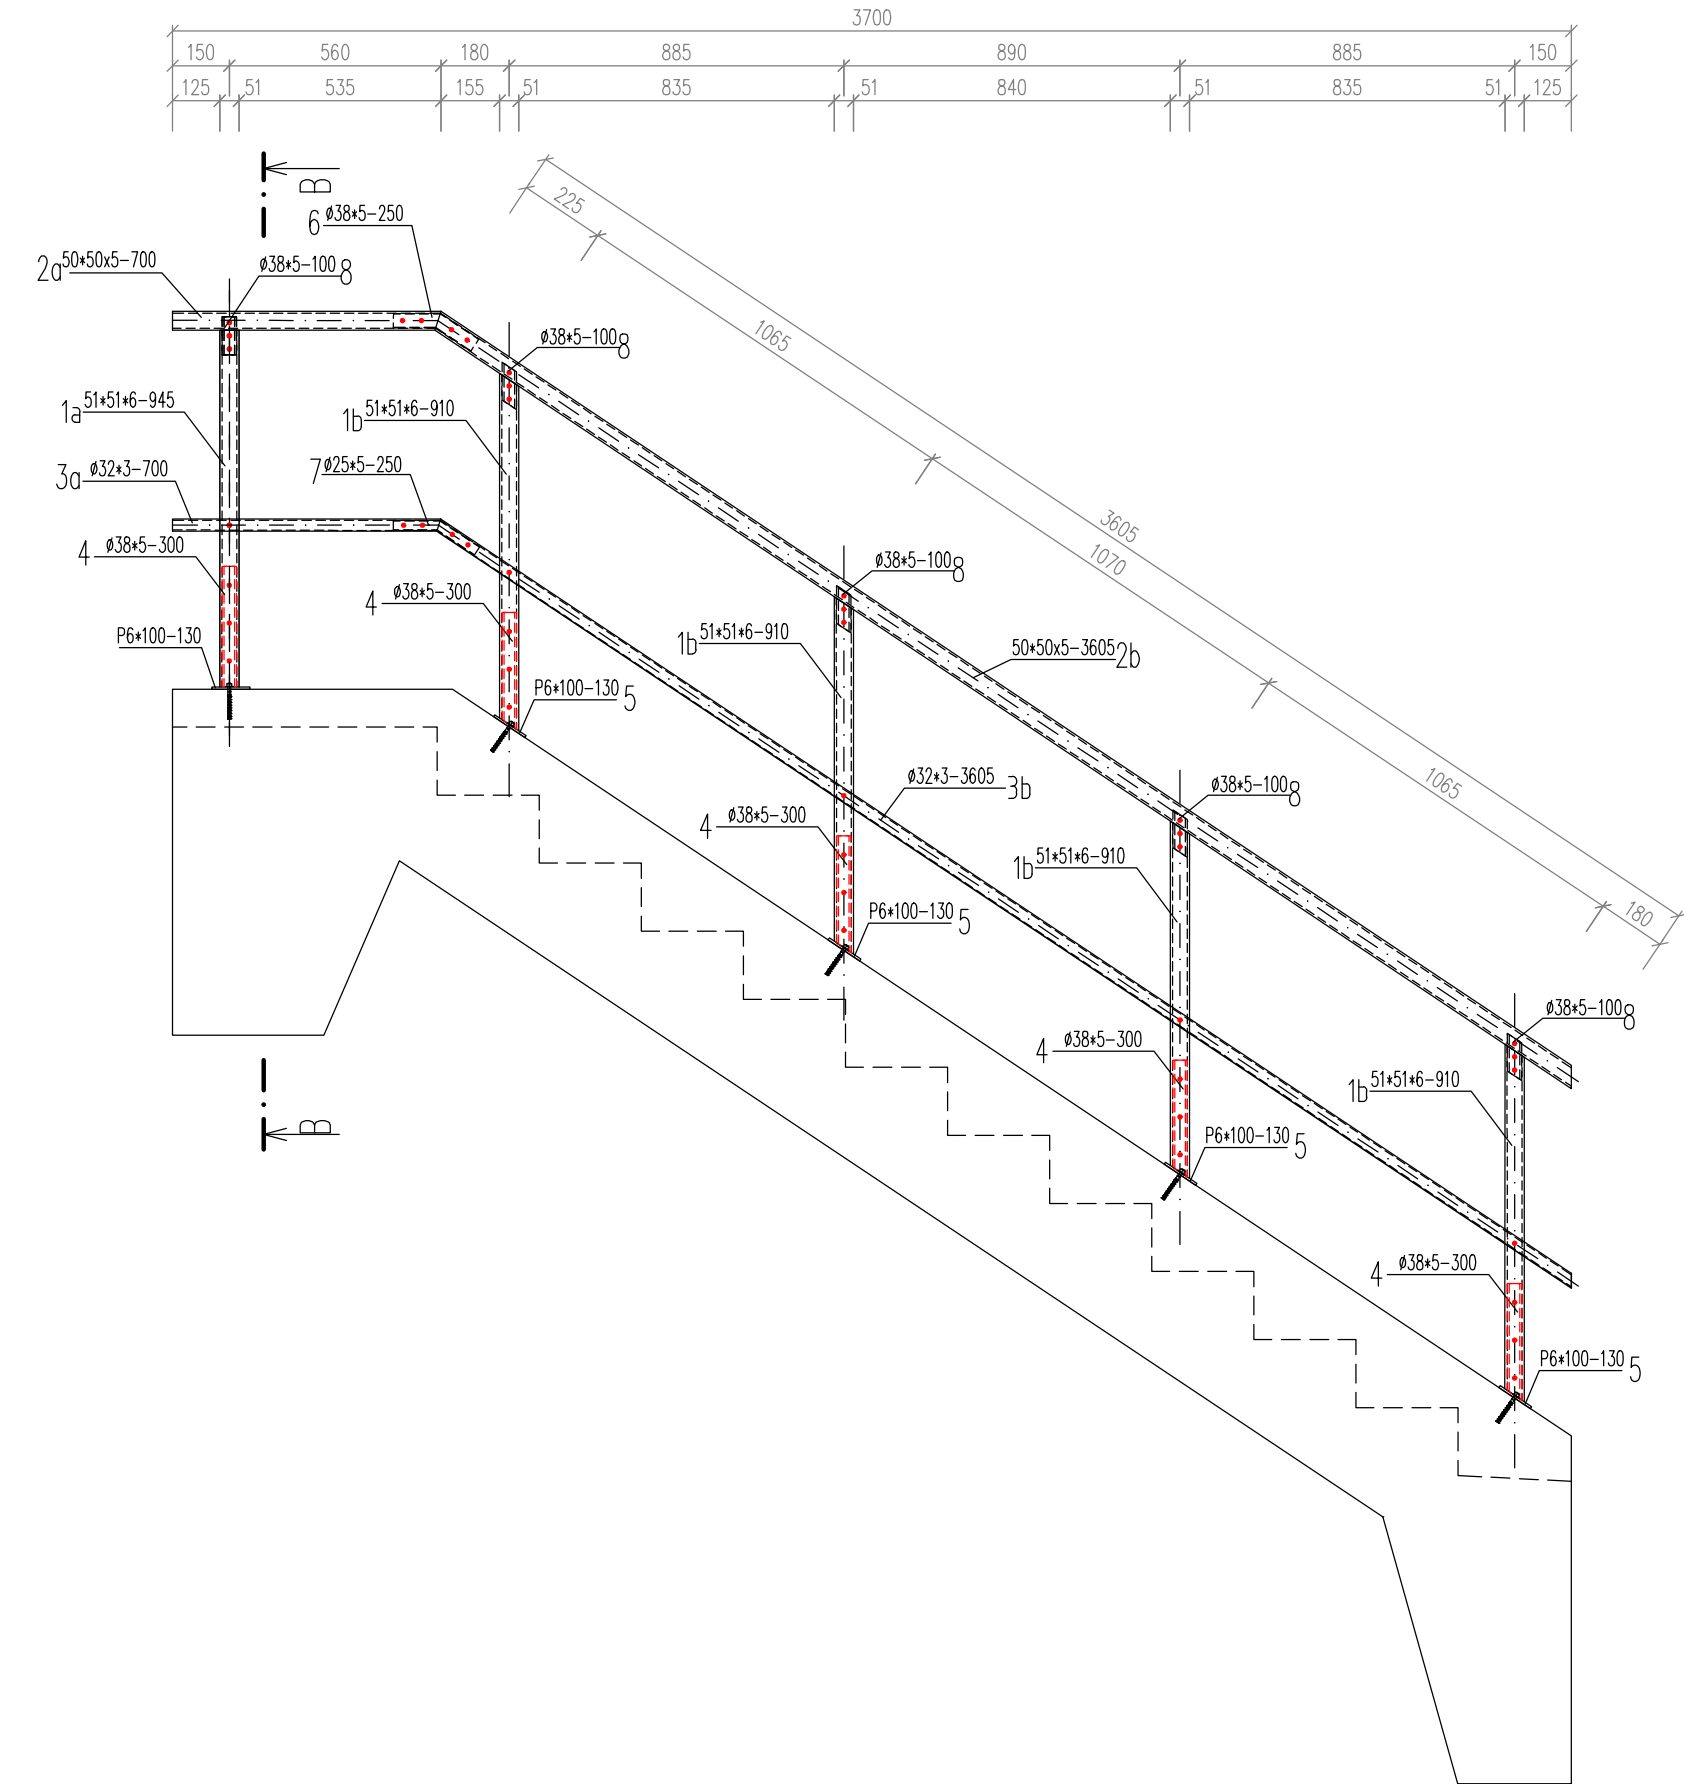 3700
150 560 180 885 890 885 150
125 51 535 155 51 835 51 840 51 835 51 125
B
225
6 ø38*5-250
2a 50*50x5-700
ø38*5-100 8
1065
ø38*5-100 8
1a 51*51*6-945
1b 51*51*6-910
3a ø32*3-700
7 ø25*5-250
3605
1070
4 ø38*5-300
ø38*5-100 8
4 ø38*5-300
P6*100-130
1b 51*51*6-910
50*50x5-3605 2b
P6*100-130 5
ø32*3-3605 3b
1065
ø38*5-100 8
4 ø38*5-300
1b 51*51*6-910
P6*100-130 5
180
ø38*5-100 8
4 ø38*5-300
1b 51*51*6-910
B
P6*100-130 5
4 ø38*5-300
P6*100-130 5